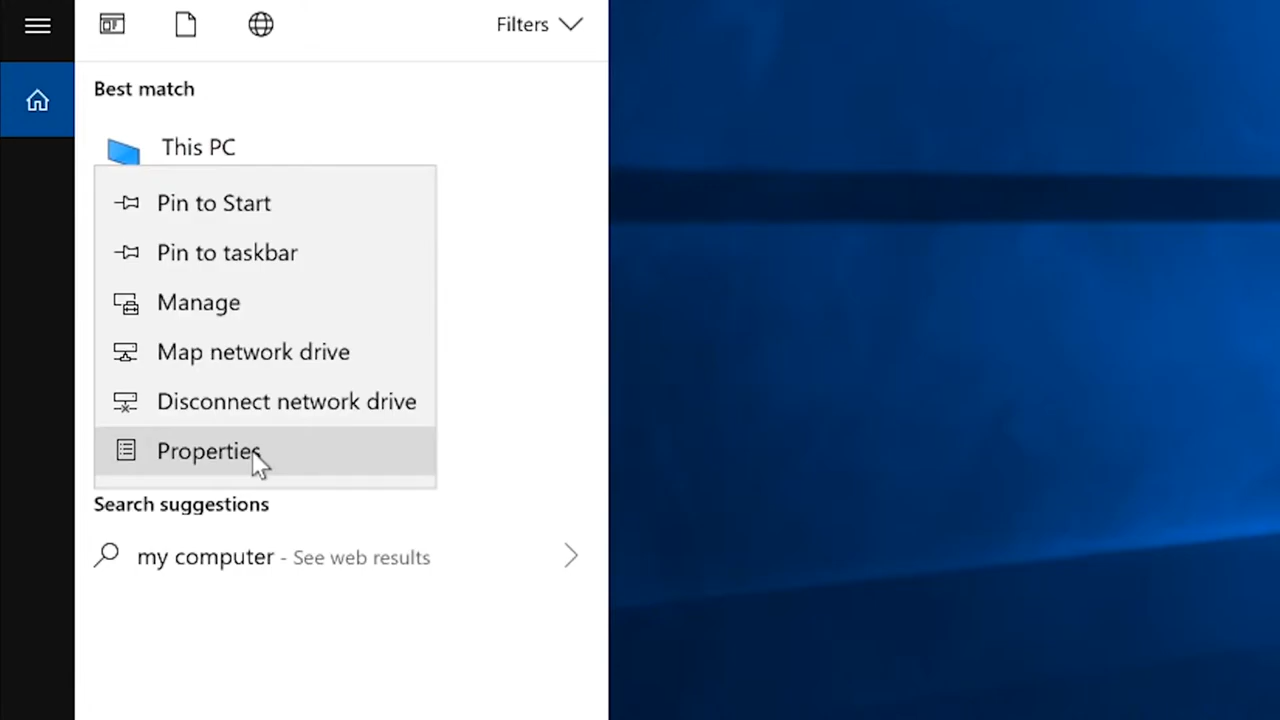 Filters
Best match
This PC
Pin to Start
Pin to taskbar
Manage
Map network drive
Disconnect network drive
Properties
Search suggestions
my computer - See web results